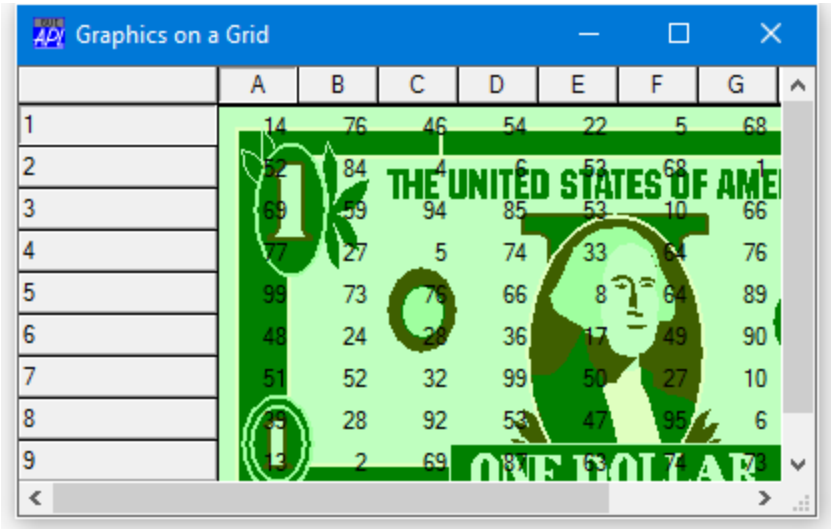 GUI API Graphics on a Grid
A B C D E F G
1 14 76 46 54 22 5 68
2 52 84 4 6 53 68 1
THE UNITED STATES OF AME
3 69 59 94 85 53 10 66
4 77 27 5 74 33 64 76
5 99 73 76 66 8 64 89
6 48 24 28 36 17 49 90
7 51 52 32 99 50 27 10
8 39 28 92 53 47 95 6
9 13 2 69 87 63 74 73
ONE DOLLAR
1
1